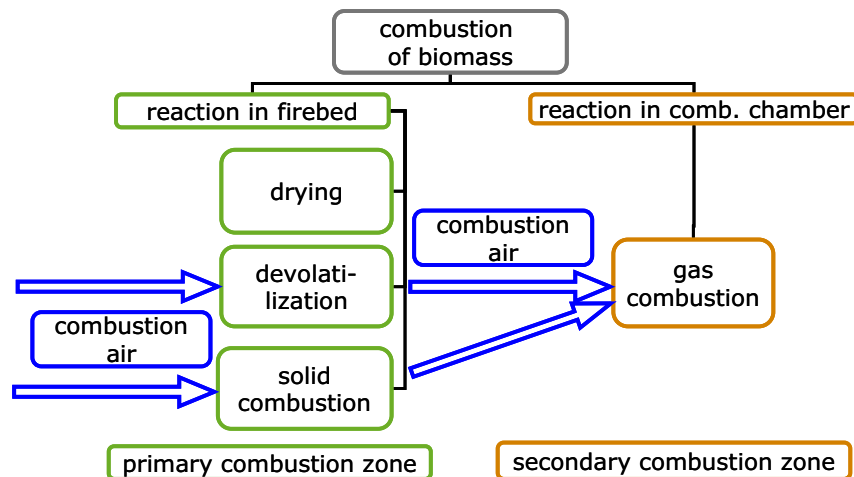 combustion
of biomass
reaction in firebed
reaction in comb. chamber
drying
combustion
air
devolati-
lization
gas
combustion
combustion
air
solid
combustion
primary combustion zone
secondary combustion zone